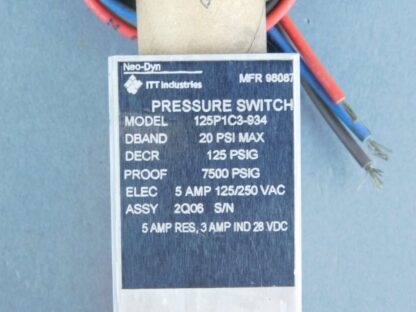 Neo-Dyn
ITT Industries MFR 98087
PRESSURE SWITCH
MODEL 125P1C3-934
DBAND 20 PSI MAX
DECR 125 PSIG
PROOF 7500 PSIG
ELEC 5 AMP 125/250 VAC
ASSY 2Q06 S/N
5 AMP RES, 3 AMP IND 28 VDC